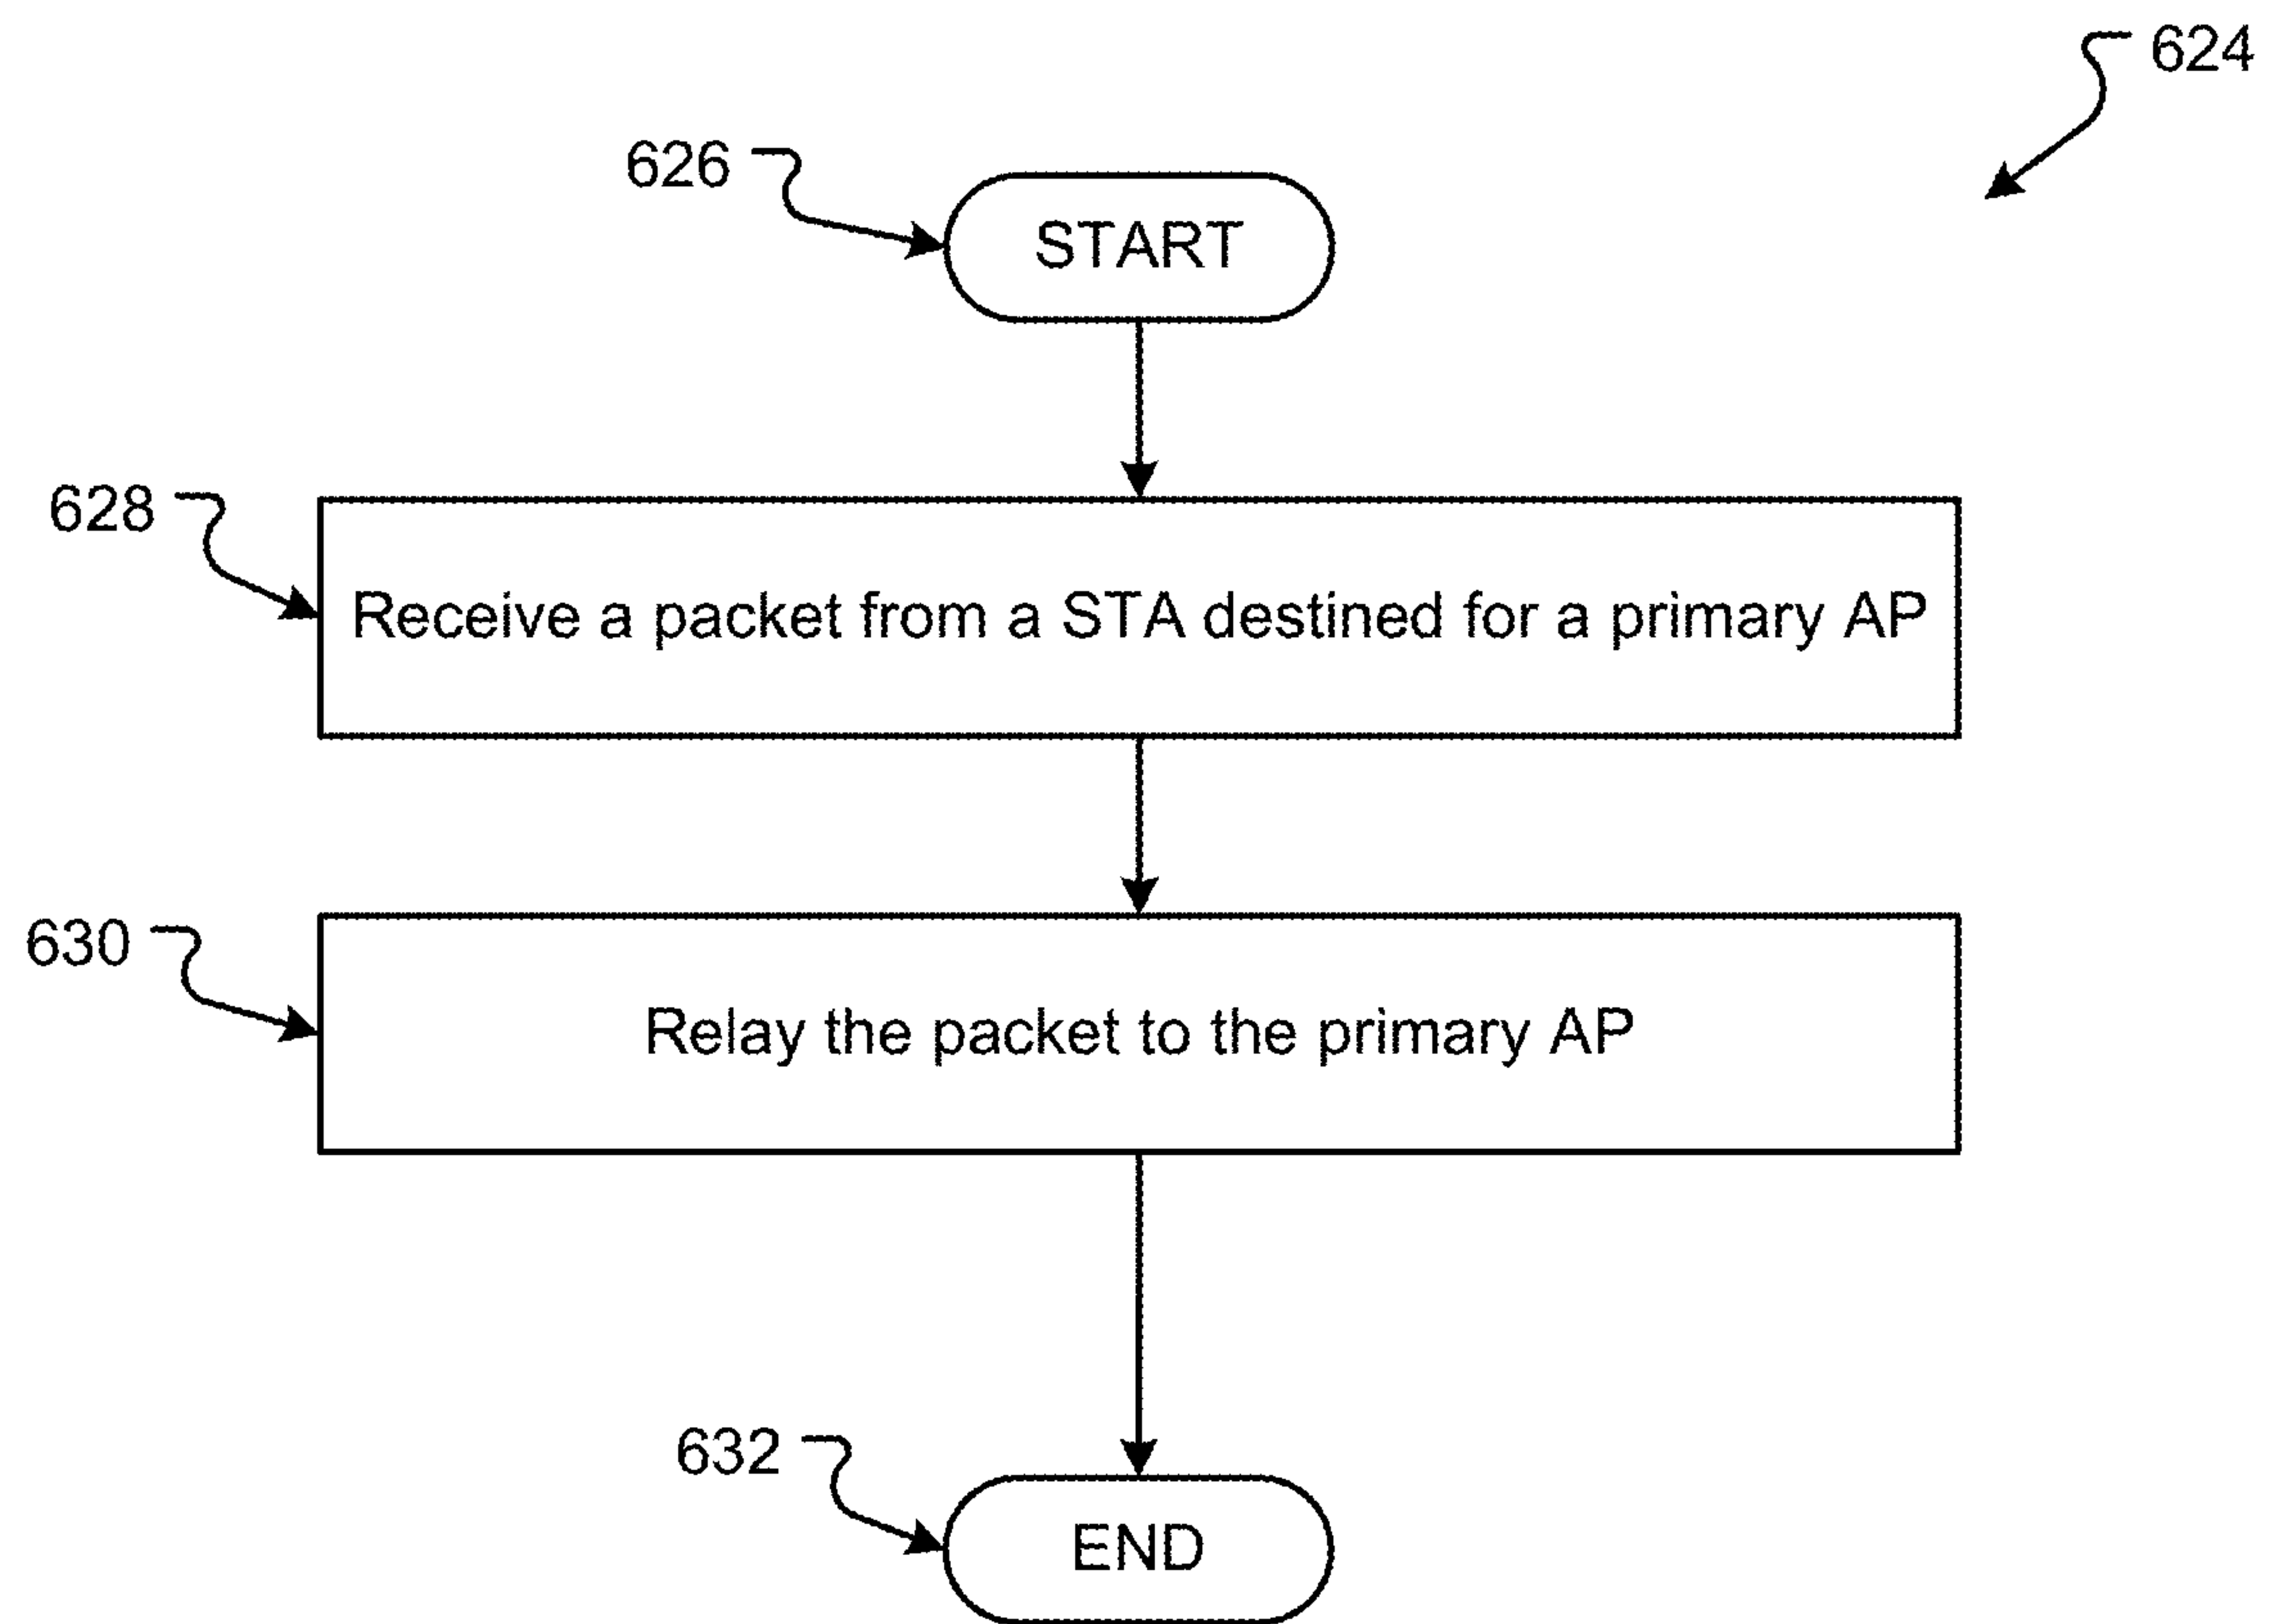 624
626
START
628
Receive a packet from a STA destined for a primary AP
630
Relay the packet to the primary AP
632
END